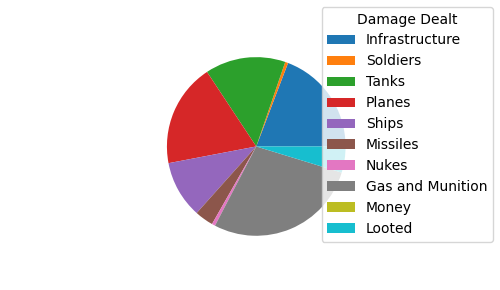 Damage Dealt
Infrastructure
Soldiers
Tanks
Planes
Ships
Missiles
Nukes
Gas and Munition
Money
Looted